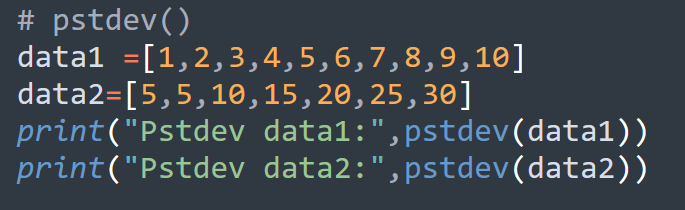 # pstdev()
data1 =[1,2,3,4,5,6,7,8,9,10]
data2=[5,5,10,15,20,25,30]
print("Pstdev data1:",pstdev(data1))
print("Pstdev data2:",pstdev(data2))